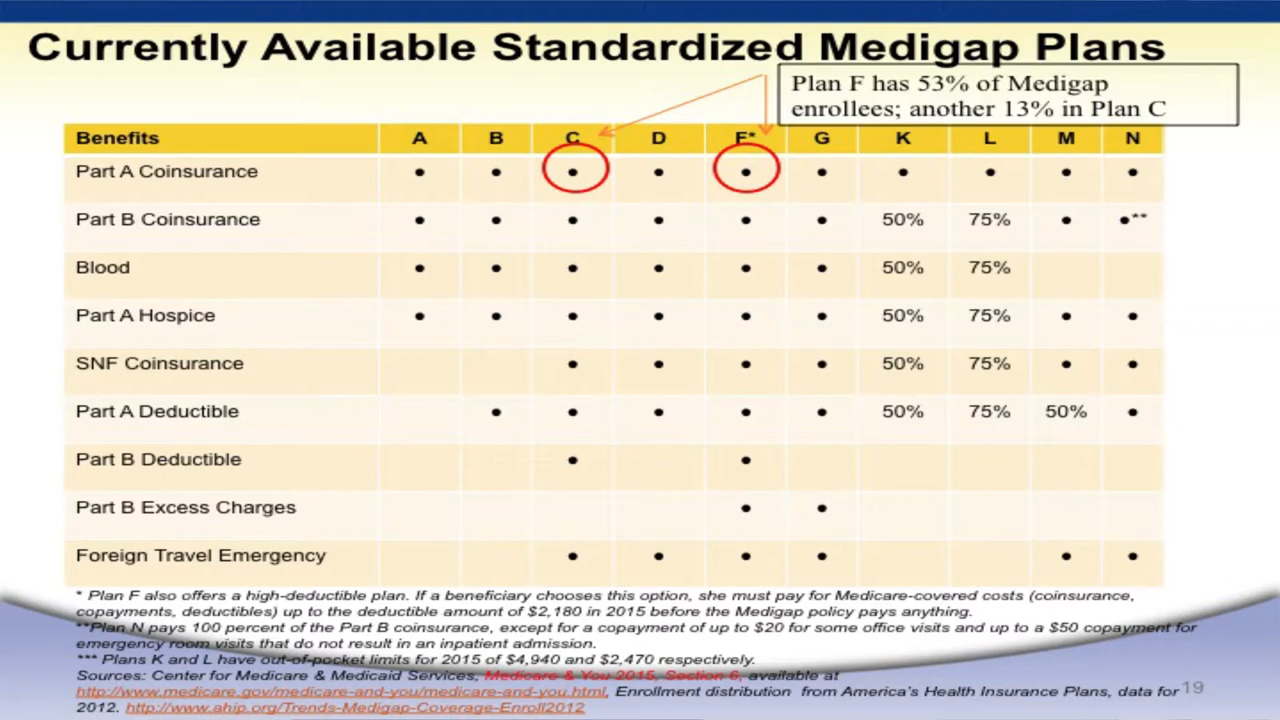 Currently Available Standardized Medigap Plans
Plan F has 53% of Medigap
enrollees; another 13% in Plan C
Benefits A B C D F* G K L M N
Part A Coinsurance • • • • • • • • • •
Part B Coinsurance • • • • • • 50% 75% • •**
Blood • • • • • • 50% 75%
Part A Hospice • • • • • • 50% 75% • •
SNF Coinsurance • • • • 50% 75% • •
Part A Deductible • • • • • 50% 75% 50% •
Part B Deductible • •
Part B Excess Charges • •
Foreign Travel Emergency • • • • • •
* Plan F also offers a high-deductible plan. If a beneficiary chooses this option, she must pay for Medicare-covered costs (coinsurance,
copayments, deductibles) up to the deductible amount of $2,180 in 2015 before the Medigap policy pays anything.
**Plan N pays 100 percent of the Part B coinsurance, except for a copayment of up to $20 for some office visits and up to a $50 copayment for
emergency room visits that do not result in an inpatient admission.
*** Plans K and L have out-of-pocket limits for 2015 of $4,940 and $2,470 respectively.
Sources: Center for Medicare & Medicaid Services; Medicare & You 2015, Section 6; available at
http://www.medicare.gov/medicare-and-you/medicare-and-you.html, Enrollment distribution from America's Health Insurance Plans, data for
2012. http://www.ahip.org/Trends-Medigap-Coverage-Enroll2012
19